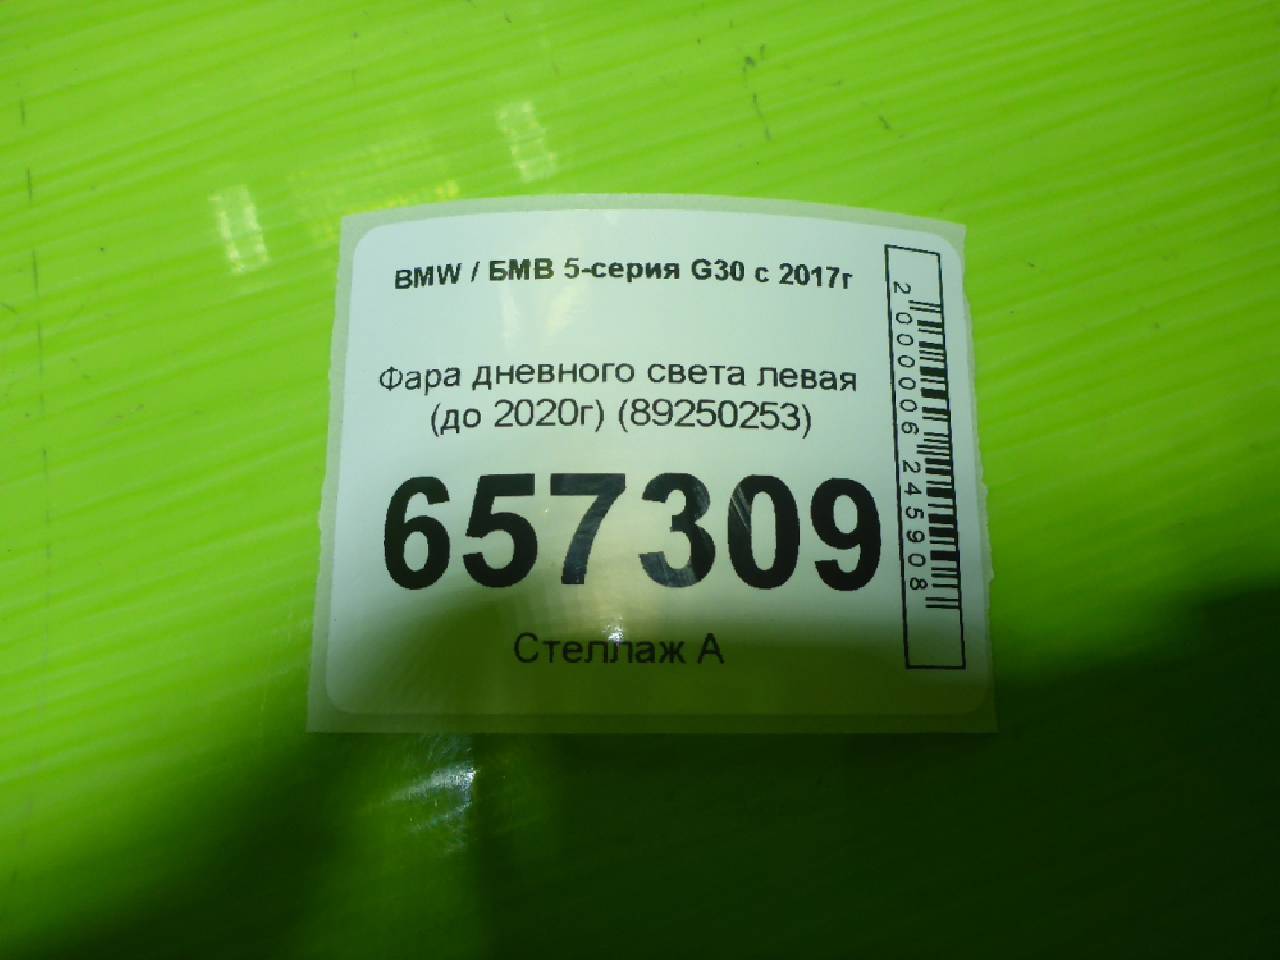 BMW / БМВ 5-серия G30 с 2017г
Фара дневного света левая
(до 2020г) (89250253)
657309
Стеллаж А
2000006245908